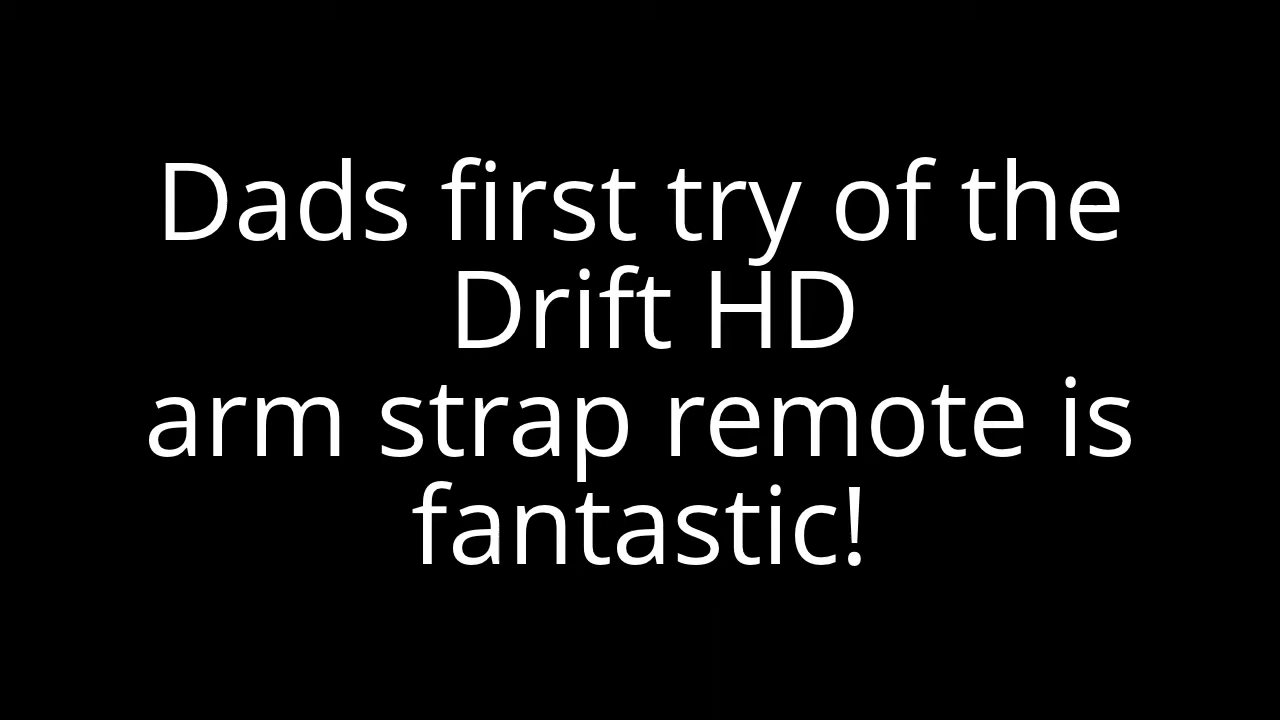 Dads first try of the
Drift HD
arm strap remote is
fantastic!